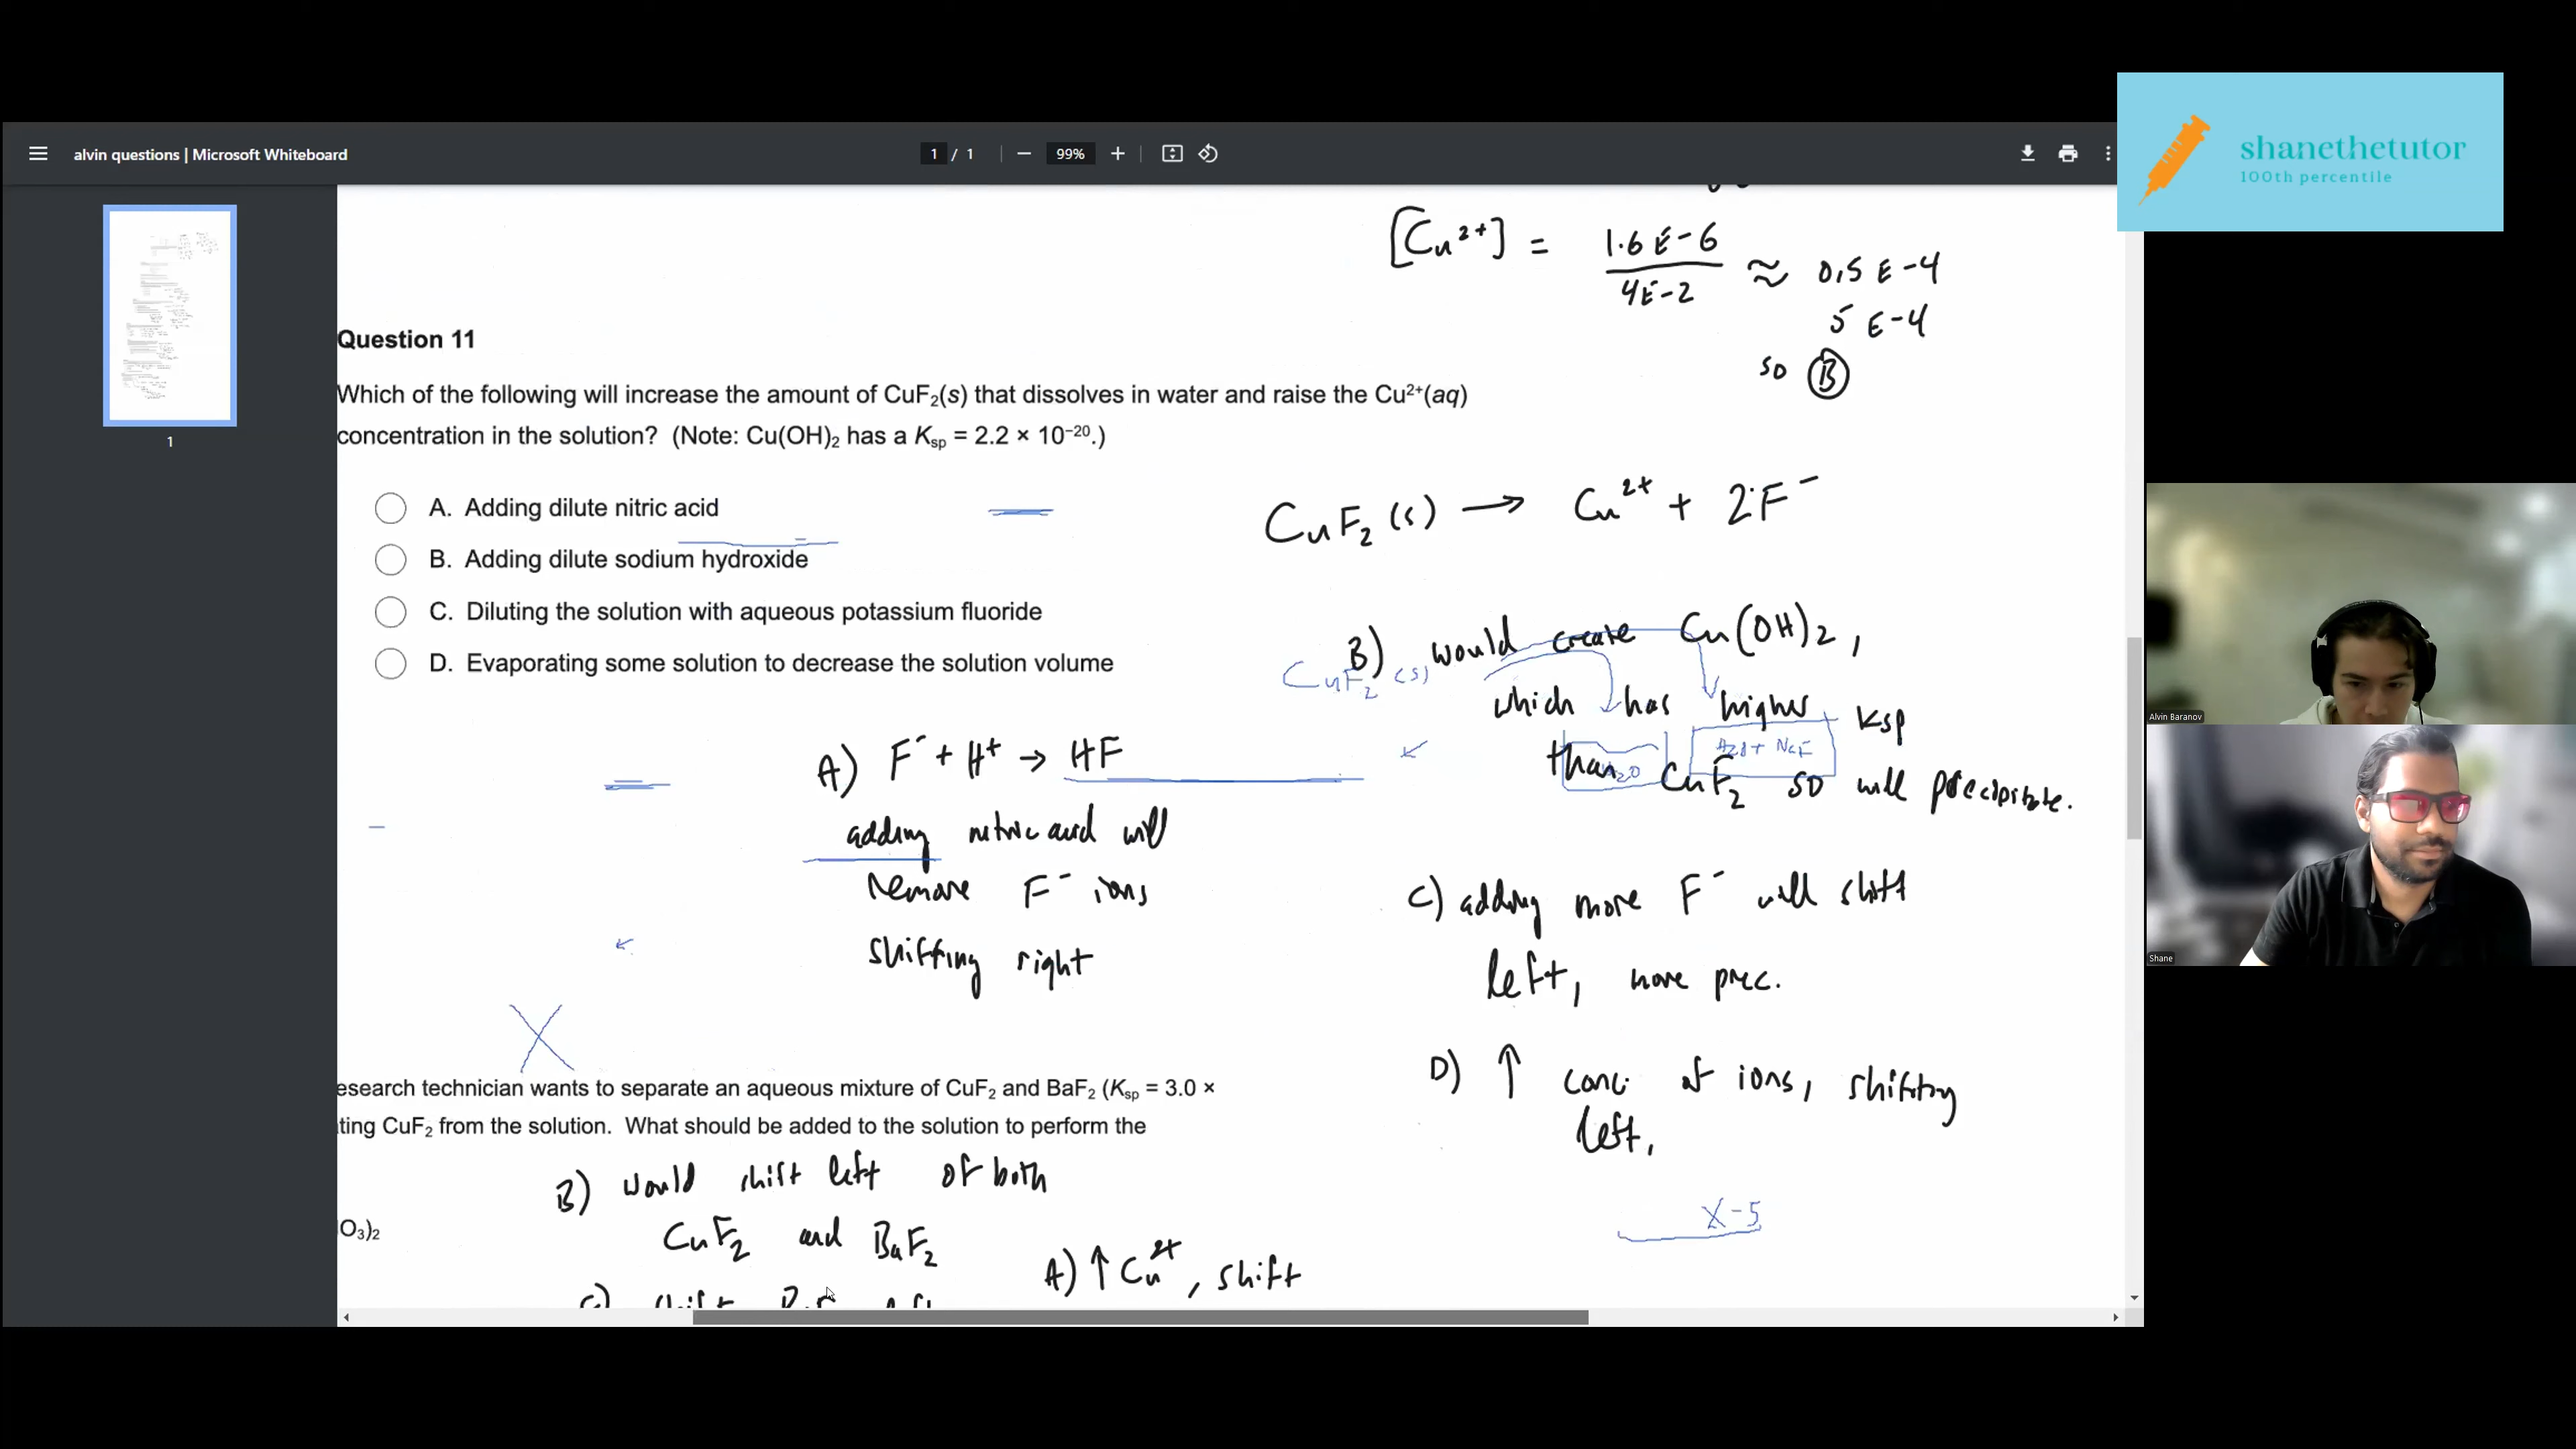 alvin questions | Microsoft Whiteboard
1 / 1
99%
shanethetutor
100th percentile
1
[Cu²⁺] = 1.6 E-6 / 4E-2 ≈ 0.5 E-4
5 E-4
so B
Question 11
Which of the following will increase the amount of CuF₂(s) that dissolves in water and raise the Cu²⁺(aq)
concentration in the solution? (Note: Cu(OH)₂ has a Ksp = 2.2 × 10⁻²⁰.)
A. Adding dilute nitric acid
B. Adding dilute sodium hydroxide
C. Diluting the solution with aqueous potassium fluoride
D. Evaporating some solution to decrease the solution volume
CuF₂ (s) → Cu²⁺ + 2F⁻
B) would create Cu(OH)₂,
CuF₂ (s)
which has higher Ksp
than CuF₂ so will precipitate.
A) F⁻ + H⁺ → HF
adding nitric acid will
remove F⁻ ions
shifting right
C) adding more F⁻ will shift
left, more prec.
D) ↑ conc of ions, shifting
left,
X-5
esearch technician wants to separate an aqueous mixture of CuF₂ and BaF₂ (Ksp = 3.0 ×
ting CuF₂ from the solution. What should be added to the solution to perform the
O₃)₂
B) would shift left of both
CuF₂ and BaF₂
A) ↑ Cu²⁺, shift
Alvin Baranov
Shane